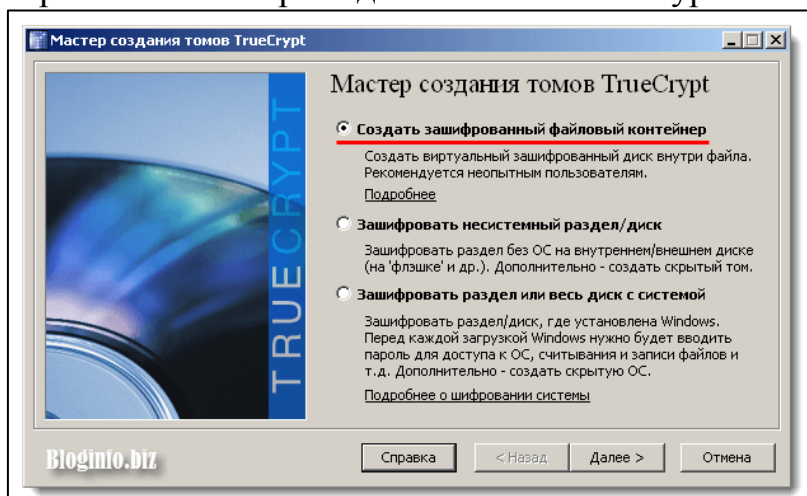 Мастер создания томов TrueCrypt
TRUECRYPT
Мастер создания томов TrueCrypt
Создать зашифрованный файловый контейнер
Создать виртуальный зашифрованный диск внутри файла.
Рекомендуется неопытным пользователям.
Подробнее
Зашифровать несистемный раздел/диск
Зашифровать раздел без ОС на внутреннем/внешнем диске
(на 'флэшке' и др.). Дополнительно - создать скрытый том.
Зашифровать раздел или весь диск с системой
Зашифровать раздел/диск, где установлена Windows.
Перед каждой загрузкой Windows нужно будет вводить
пароль для доступа к ОС, считывания и записи файлов и
т.д. Дополнительно - создать скрытую ОС.
Подробнее о шифровании системы
Bloginfo.biz
Справка
< Назад
Далее >
Отмена